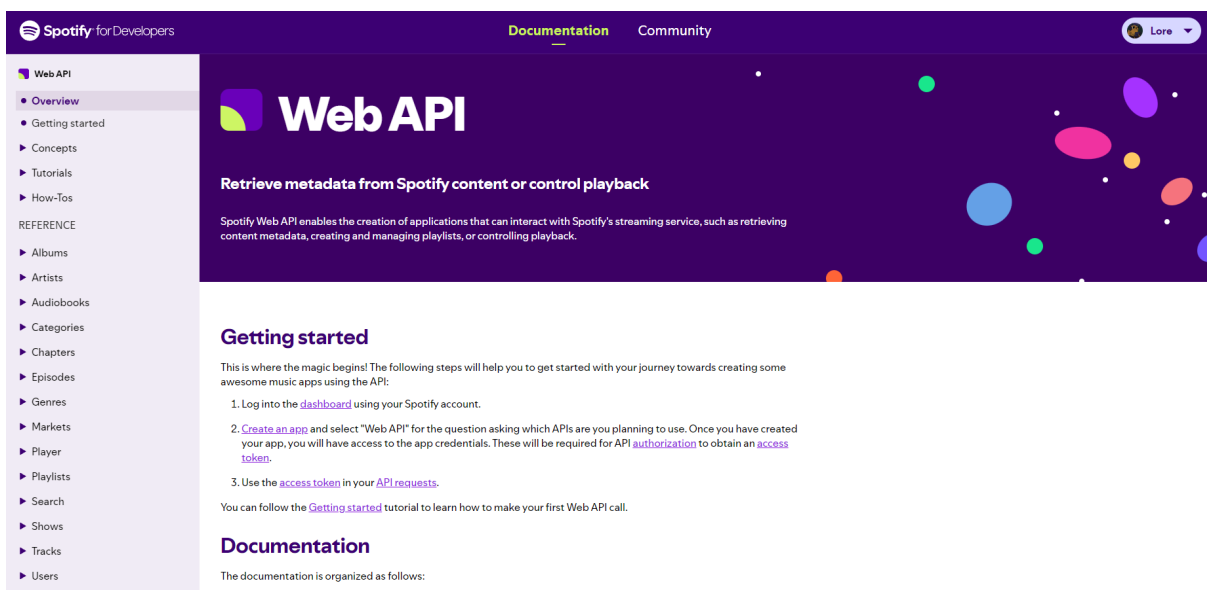 Spotify for Developers
Documentation
Community
Lore
Web API
Overview
Getting started
Concepts
Tutorials
How-Tos
REFERENCE
Albums
Artists
Audiobooks
Categories
Chapters
Episodes
Genres
Markets
Player
Playlists
Search
Shows
Tracks
Users
Web API
Retrieve metadata from Spotify content or control playback
Spotify Web API enables the creation of applications that can interact with Spotify's streaming service, such as retrieving
content metadata, creating and managing playlists, or controlling playback.
Getting started
This is where the magic begins! The following steps will help you to get started with your journey towards creating some
awesome music apps using the API:
1. Log into the dashboard using your Spotify account.
2. Create an app and select "Web API" for the question asking which APIs are you planning to use. Once you have created
your app, you will have access to the app credentials. These will be required for API authorization to obtain an access
token.
3. Use the access token in your API requests.
You can follow the Getting started tutorial to learn how to make your first Web API call.
Documentation
The documentation is organized as follows: